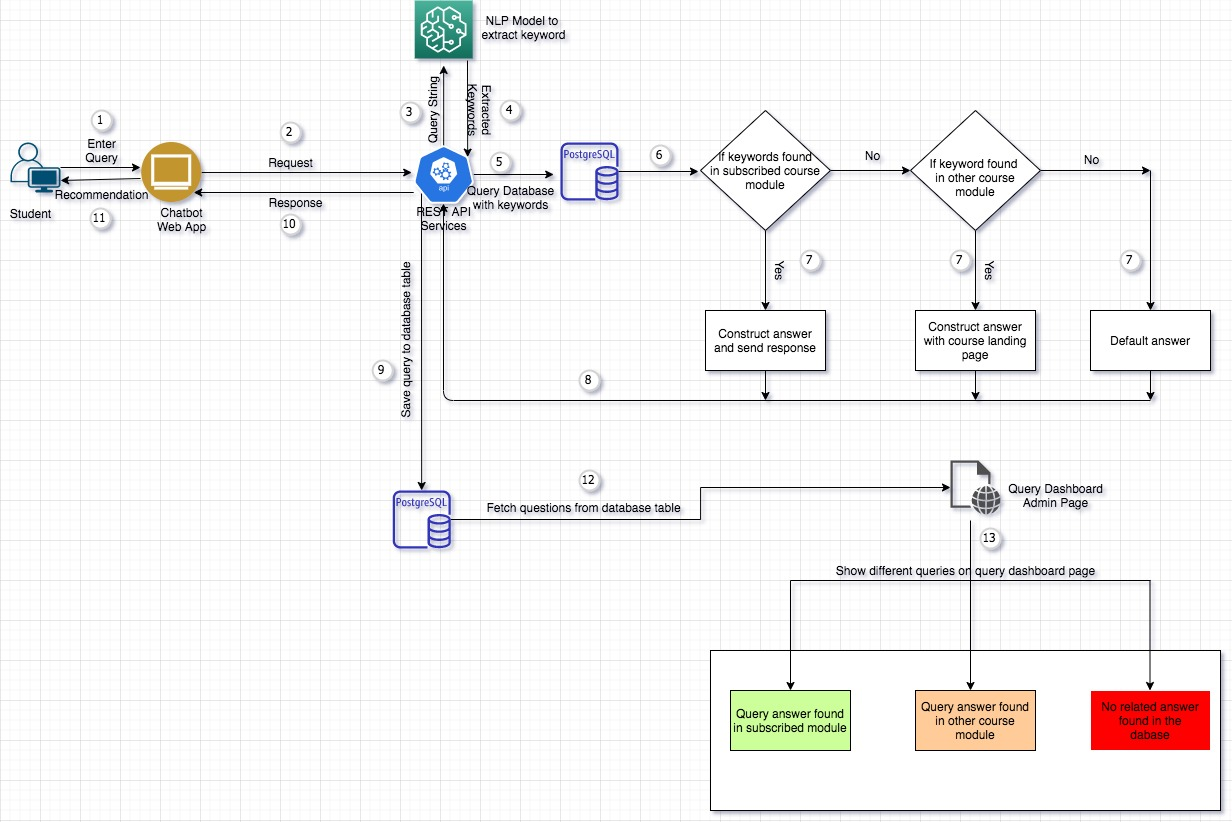 NLP Model to
extract keyword
3
Query String
Extracted
Keywords
4
1
Enter
Query
2
Request
5
PostgreSQL
6
If keywords found
in subscribed course
module
No
If keyword found
in other course
module
No
api
Recommendation
Student
11
Chatbot
Web App
Response
10
REST API
Services
Query Database
with keywords
Yes
7
7
Yes
7
Construct answer
and send response
Construct answer
with course landing
page
Default answer
9
Save query to database table
8
PostgreSQL
12
Fetch questions from database table
Query Dashboard
Admin Page
13
Show different queries on query dashboard page
Query answer found
in subscribed module
Query answer found
in other course
module
No related answer
found in the
dabase